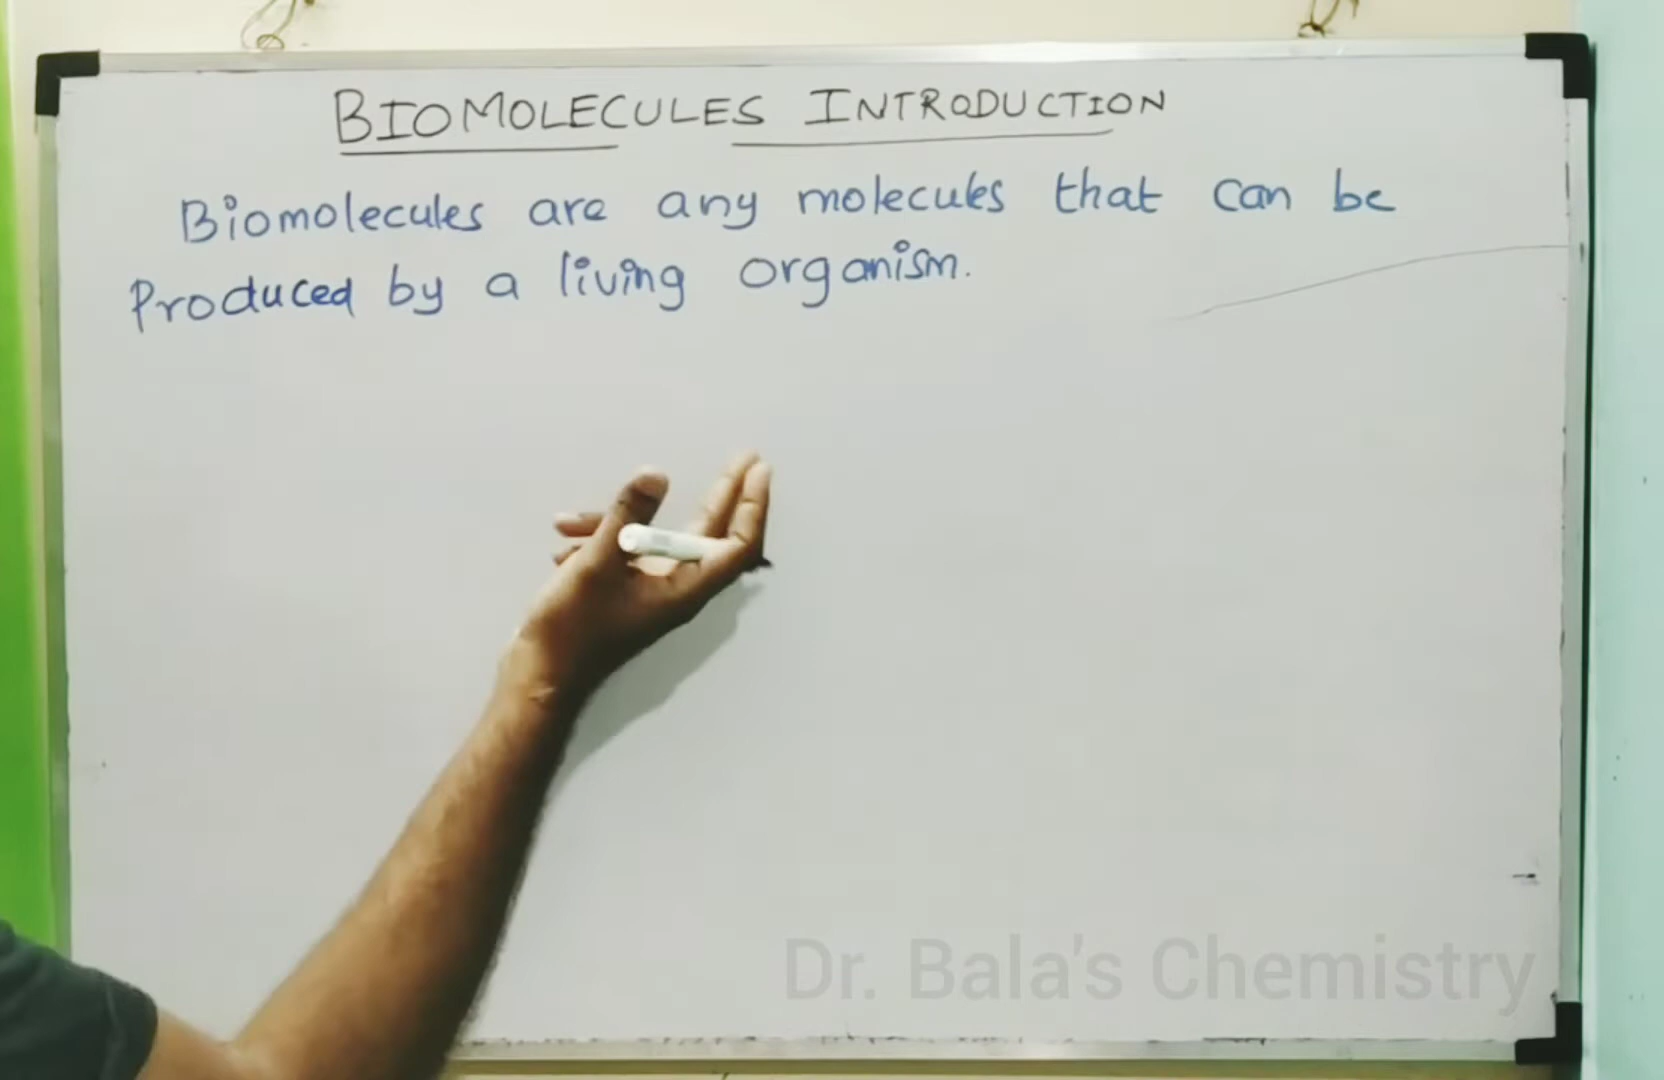 BIOMOLECULES INTRODUCTION
Biomolecules are any molecules that can be
Produced by a living organism.
Dr. Bala's Chemistry